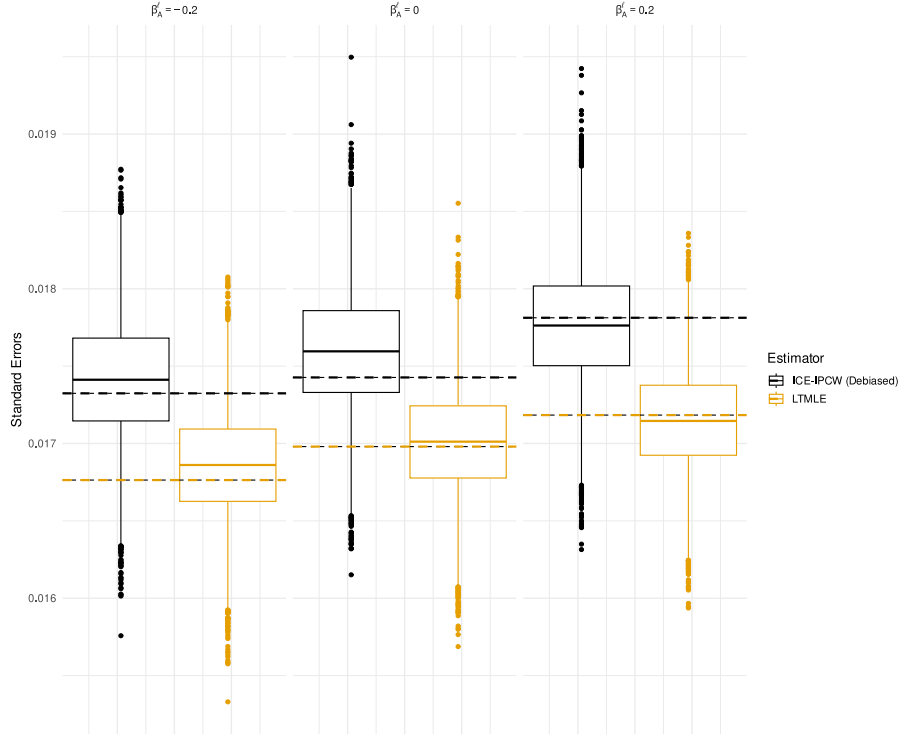 β_A^ℓ = −0.2
β_A^ℓ = 0
β_A^ℓ = 0.2
Standard Errors
0.019
0.018
0.017
0.016
Estimator
ICE-IPCW (Debiased)
LTMLE